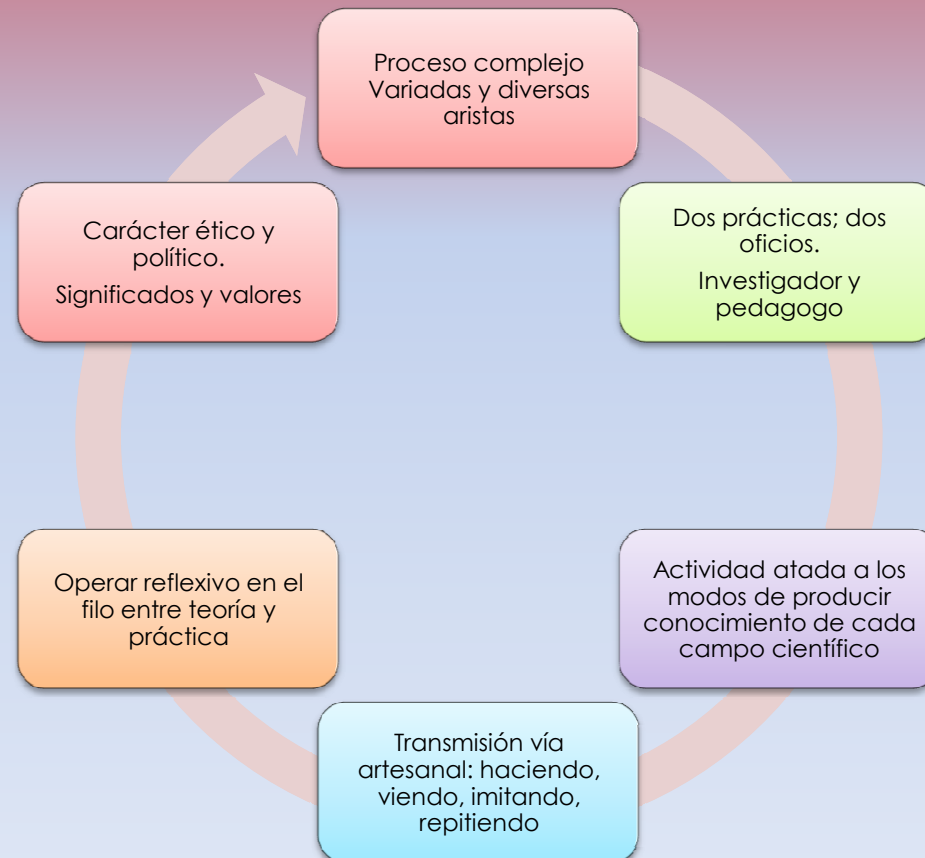 Proceso complejo
Variadas y diversas
aristas
Dos prácticas; dos
oficios.
Investigador y
pedagogo
Actividad atada a los
modos de producir
conocimiento de cada
campo científico
Transmisión vía
artesanal: haciendo,
viendo, imitando,
repitiendo
Operar reflexivo en el
filo entre teoría y
práctica
Carácter ético y
político.
Significados y valores